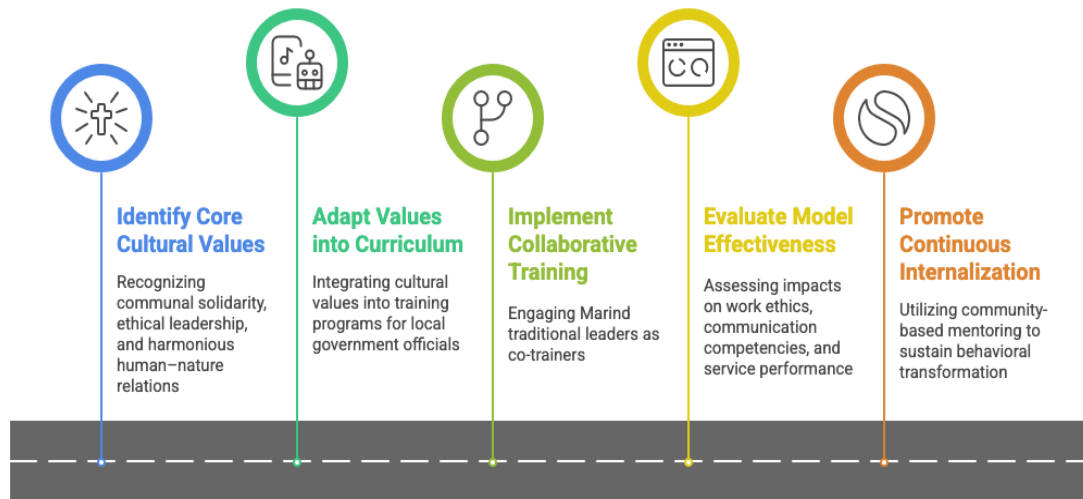 Identify Core
Cultural Values
Recognizing
communal solidarity,
ethical leadership,
and harmonious
human–nature
relations
Adapt Values
into Curriculum
Integrating cultural
values into training
programs for local
government officials
Implement
Collaborative
Training
Engaging Marind
traditional leaders as
co-trainers
Evaluate Model
Effectiveness
Assessing impacts
on work ethics,
communication
competencies, and
service performance
Promote
Continuous
Internalization
Utilizing community-
based mentoring to
sustain behavioral
transformation